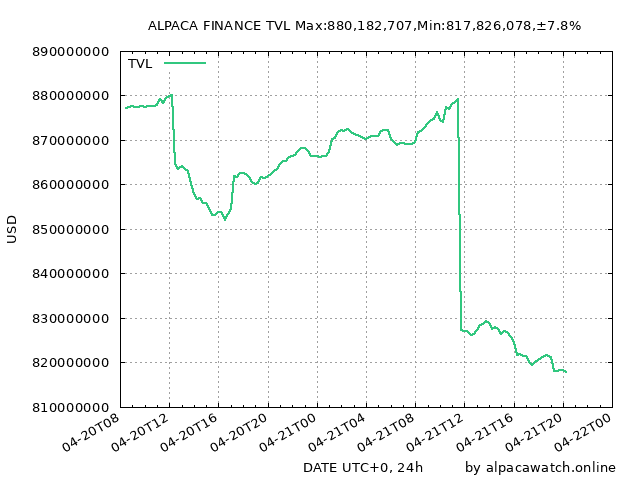 ALPACA FINANCE TVL Max:880,182,707,Min:817,826,078,±7.8%
890000000
880000000
870000000
860000000
850000000
840000000
830000000
820000000
810000000
USD
TVL
04-20T08
04-20T12
04-20T16
04-20T20
04-21T00
04-21T04
04-21T08
04-21T12
04-21T16
04-21T20
04-22T00
DATE UTC+0, 24h
by alpacawatch.online